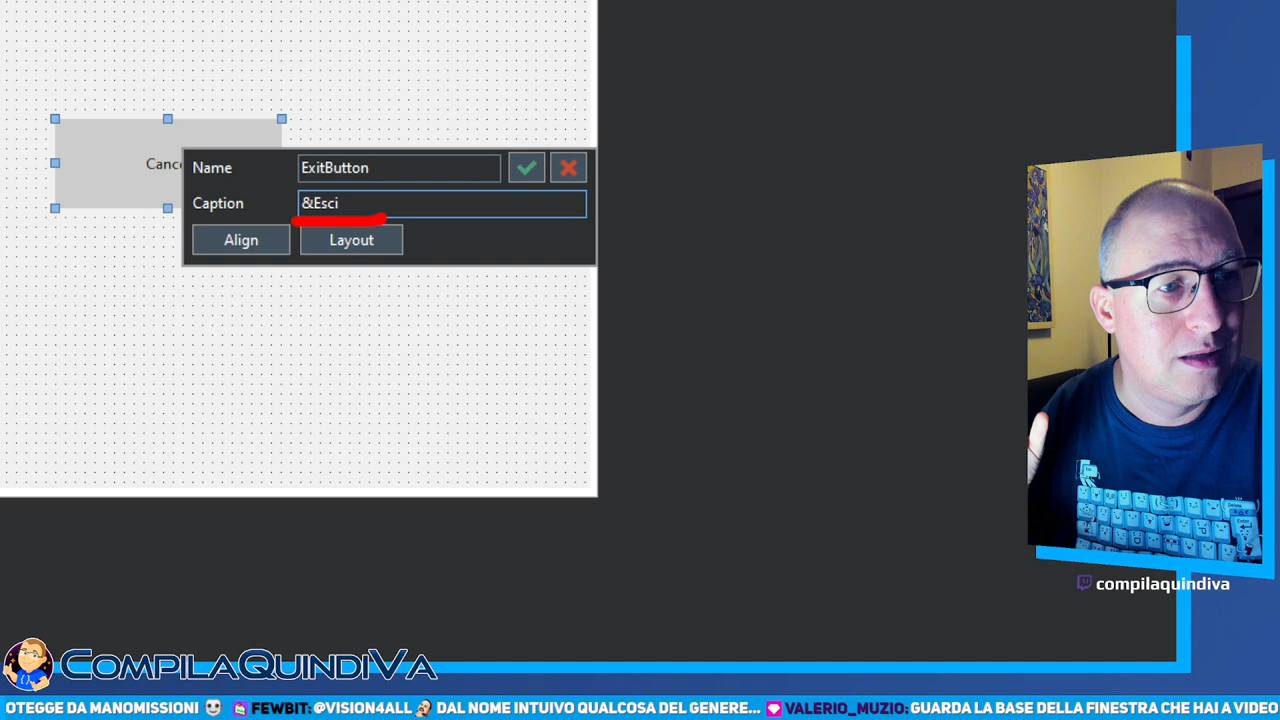 Name
ExitButton
Canc
Caption
&Esci
Align
Layout
compilaquindiva
COMPILAQUINDIVA
OTEGGE DA MANOMISSIONI FEWBIT: @VISION4ALL DAL NOME INTUIVO QUALCOSA DEL GENERE... VALERIO_MUZIO: GUARDA LA BASE DELLA FINESTRA CHE HAI A VIDEO